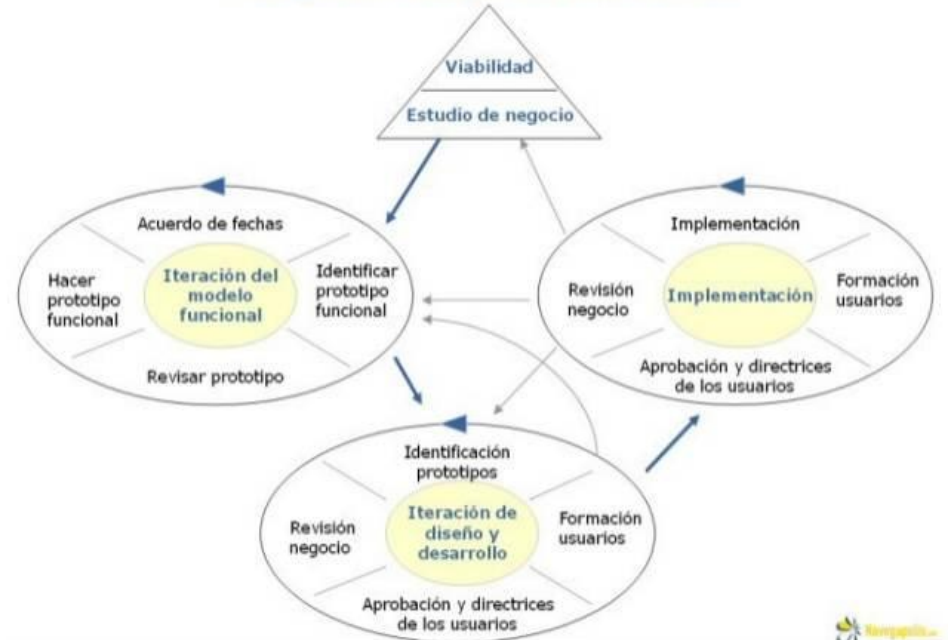 Viabilidad
Estudio de negocio
Acuerdo de fechas
Hacer
prototipo
funcional
Iteración del
modelo
funcional
Identificar
prototipo
funcional
Revisar prototipo
Implementación
Revisión
negocio
Implementación
Formación
usuarios
Aprobación y directrices
de los usuarios
Identificación
prototipos
Revisión
negocio
Iteración de
diseño y
desarrollo
Formación
usuarios
Aprobación y directrices
de los usuarios